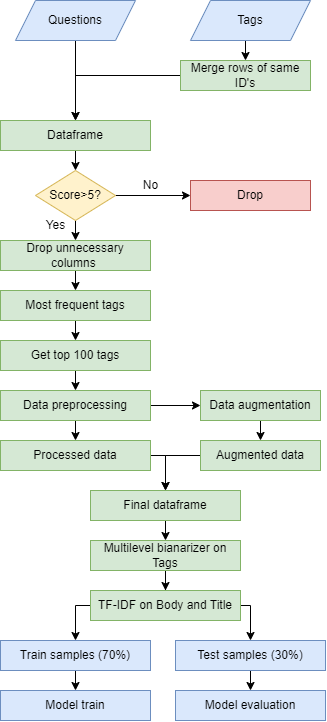 Questions
Tags
Merge rows of same
ID's
Dataframe
Score>5?
No
Drop
Yes
Drop unnecessary
columns
Most frequent tags
Get top 100 tags
Data preprocessing
Data augmentation
Processed data
Augmented data
Final dataframe
Multilevel bianarizer on
Tags
TF-IDF on Body and Title
Train samples (70%)
Test samples (30%)
Model train
Model evaluation